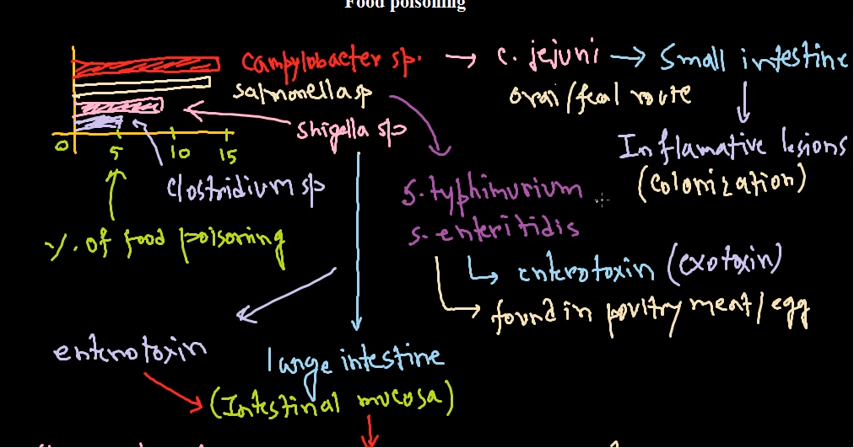 Food poisoning
Campylobacter sp. → C. jejuni → Small intestine
Salmonella sp
oral/fecal route
Shigella sp
Inflamative lesions
(Colonization)
0 5 10 15
Clostridium sp
S. typhimurium
S. enteritidis
%. of food poisoning
enterotoxin (exotoxin)
found in poultry meat/egg
enterotoxin
large intestine
(Intestinal mucosa)